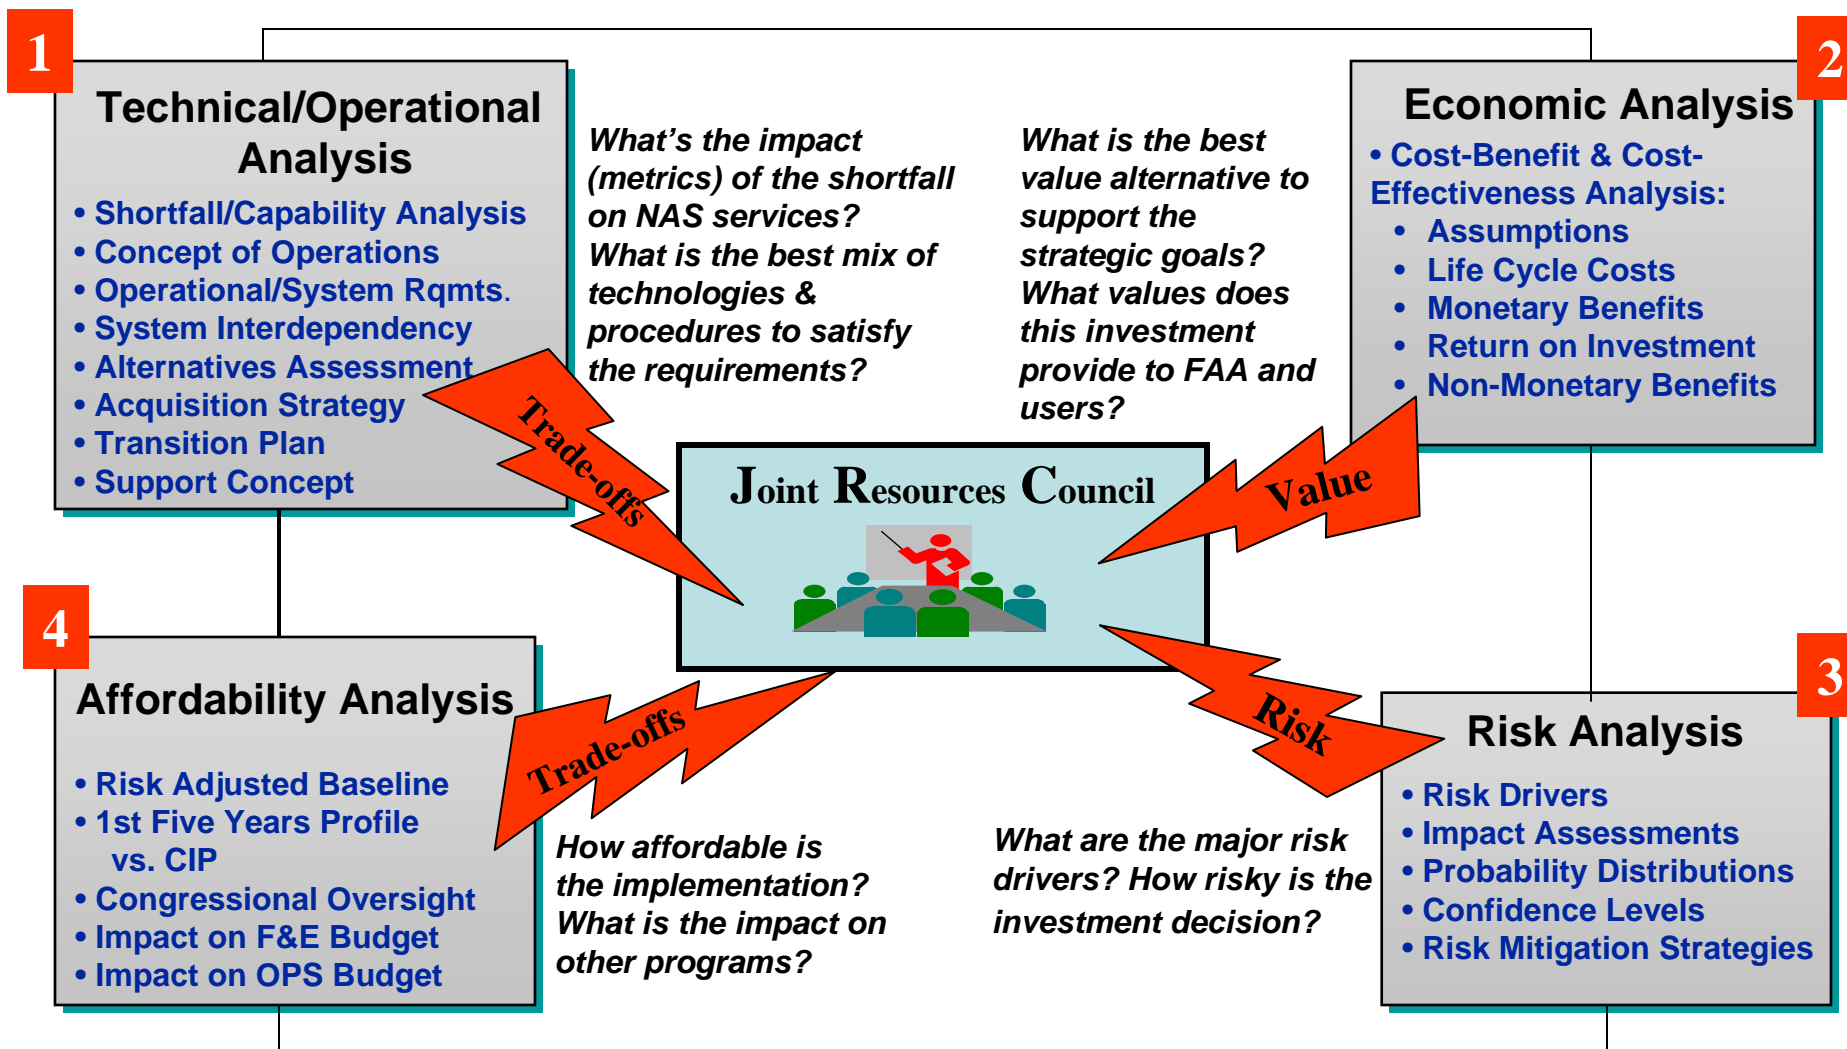 1
Technical/Operational
Analysis
• Shortfall/Capability Analysis
• Concept of Operations
• Operational/System Rqmts.
• System Interdependency
• Alternatives Assessment
• Acquisition Strategy
• Transition Plan
• Support Concept
What's the impact
(metrics) of the shortfall
on NAS services?
What is the best mix of
technologies &
procedures to satisfy
the requirements?
What is the best
value alternative to
support the
strategic goals?
What values does
this investment
provide to FAA and
users?
2
Economic Analysis
• Cost-Benefit & Cost-
Effectiveness Analysis:
• Assumptions
• Life Cycle Costs
• Monetary Benefits
• Return on Investment
• Non-Monetary Benefits
Trade-offs
Joint Resources Council
Value
4
Affordability Analysis
• Risk Adjusted Baseline
• 1st Five Years Profile
vs. CIP
• Congressional Oversight
• Impact on F&E Budget
• Impact on OPS Budget
Trade-offs
How affordable is
the implementation?
What is the impact on
other programs?
Risk
What are the major risk
drivers? How risky is the
investment decision?
3
Risk Analysis
• Risk Drivers
• Impact Assessments
• Probability Distributions
• Confidence Levels
• Risk Mitigation Strategies